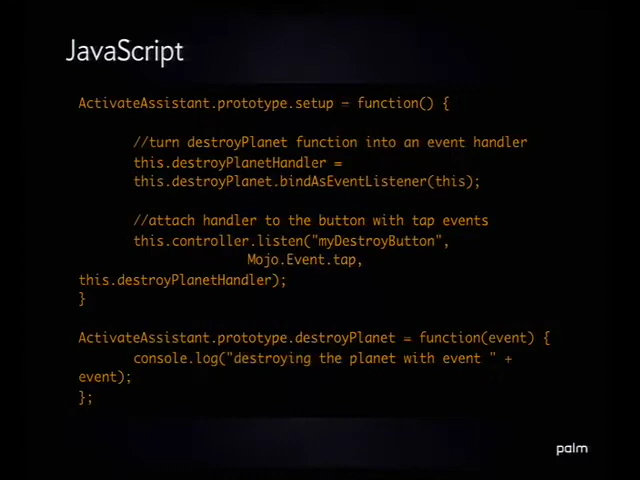 JavaScript
ActivateAssistant.prototype.setup = function() {
//turn destroyPlanet function into an event handler
this.destroyPlanetHandler =
this.destroyPlanet.bindAsEventListener(this);
//attach handler to the button with tap events
this.controller.listen("myDestroyButton",
Mojo.Event.tap,
this.destroyPlanetHandler);
}
ActivateAssistant.prototype.destroyPlanet = function(event) {
console.log("destroying the planet with event " +
event);
};
palm